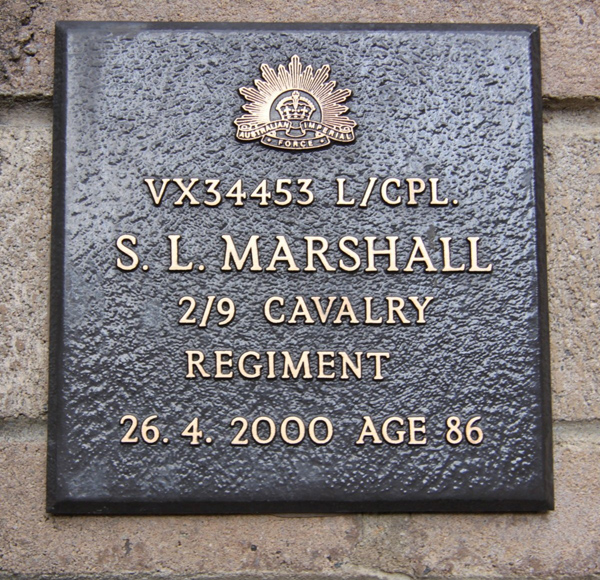 AUSTRALIAN IMPERIAL
FORCE
VX34453 L/CPL.
S. L. MARSHALL
2/9 CAVALRY
REGIMENT
26. 4. 2000 AGE 86